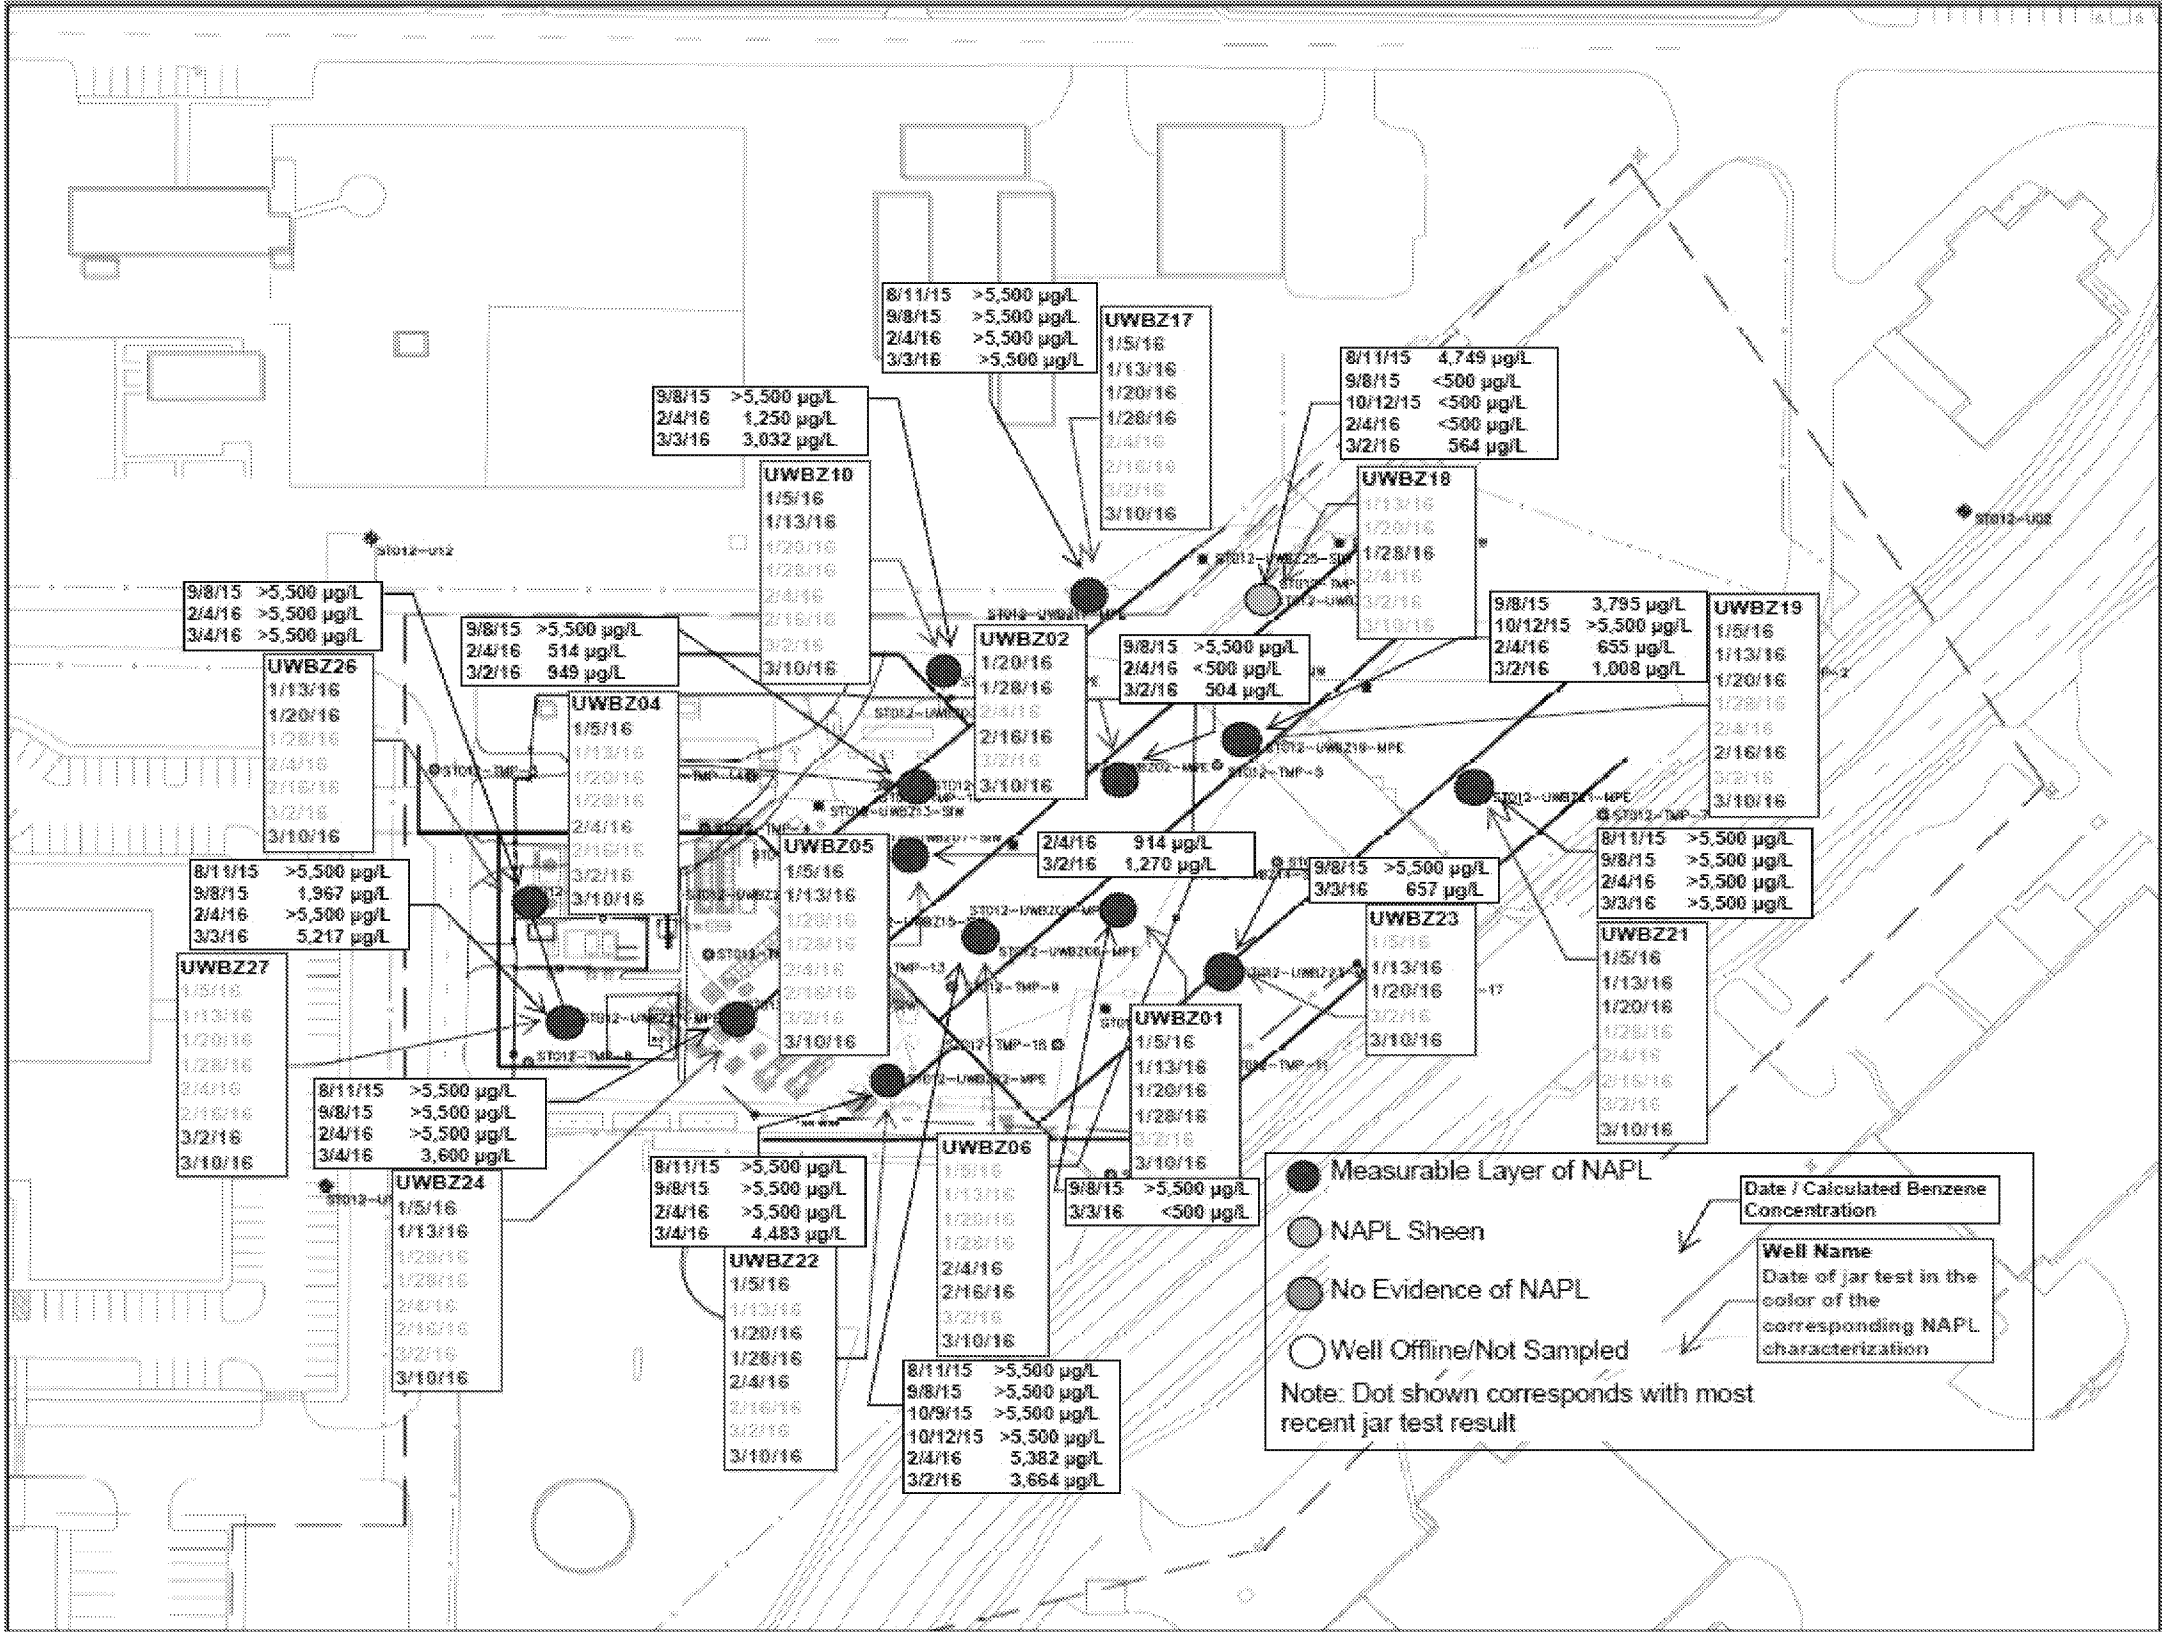 8/11/15 >5,500 µg/L
9/8/15 >5,500 µg/L
2/4/16 >5,500 µg/L
3/3/16 >5,500 µg/L
UWBZ17
1/5/16
1/13/16
1/20/16
1/28/16
2/4/16
2/16/16
3/2/16
3/10/16
8/11/15 4,749 µg/L
9/8/15 <500 µg/L
10/12/15 <500 µg/L
2/4/16 <500 µg/L
3/2/16 564 µg/L
UWBZ18
1/13/16
1/20/16
1/28/16
2/4/16
3/2/16
3/10/16
9/8/15 >5,500 µg/L
2/4/16 1,250 µg/L
3/3/16 3,032 µg/L
UWBZ10
1/5/16
1/13/16
1/20/16
1/28/16
2/4/16
2/16/16
3/2/16
3/10/16
ST012-U12
ST012-U02
9/8/15 >5,500 µg/L
2/4/16 >5,500 µg/L
3/4/16 >5,500 µg/L
UWBZ26
1/13/16
1/20/16
1/28/16
2/4/16
2/16/16
3/2/16
3/10/16
9/8/15 >5,500 µg/L
2/4/16 514 µg/L
3/2/16 949 µg/L
UWBZ04
1/5/16
1/13/16
1/20/16
1/28/16
2/4/16
2/16/16
3/2/16
3/10/16
UWBZ02
1/20/16
1/28/16
2/4/16
2/16/16
3/2/16
3/10/16
9/8/15 >5,500 µg/L
2/4/16 <500 µg/L
3/2/16 504 µg/L
9/8/15 3,795 µg/L
10/12/15 >5,500 µg/L
2/4/16 655 µg/L
3/2/16 1,008 µg/L
UWBZ19
1/5/16
1/13/16
1/20/16
1/28/16
2/4/16
2/16/16
3/2/16
3/10/16
ST012-UWBZ19-MPE
ST012-UWBZ21-MPE
8/11/15 >5,500 µg/L
9/8/15 1,967 µg/L
2/4/16 >5,500 µg/L
3/3/16 5,217 µg/L
UWBZ27
1/5/16
1/13/16
1/20/16
1/28/16
2/4/16
2/16/16
3/2/16
3/10/16
UWBZ05
1/5/16
1/13/16
1/20/16
1/28/16
2/4/16
2/16/16
3/2/16
3/10/16
2/4/16 914 µg/L
3/2/16 1,270 µg/L
9/8/15 >5,500 µg/L
3/3/16 657 µg/L
UWBZ23
1/5/16
1/13/16
1/20/16
3/2/16
3/10/16
8/11/15 >5,500 µg/L
9/8/15 >5,500 µg/L
2/4/16 >5,500 µg/L
3/3/16 >5,500 µg/L
UWBZ21
1/5/16
1/13/16
1/20/16
1/28/16
2/4/16
2/16/16
3/2/16
3/10/16
ST012-UWBZ06-MPE
ST012-UWBZ22-MPE
8/11/15 >5,500 µg/L
9/8/15 >5,500 µg/L
2/4/16 >5,500 µg/L
3/4/16 3,600 µg/L
UWBZ24
1/5/16
1/13/16
1/20/16
1/28/16
2/4/16
2/16/16
3/2/16
3/10/16
8/11/15 >5,500 µg/L
9/8/15 >5,500 µg/L
2/4/16 >5,500 µg/L
3/4/16 4,483 µg/L
UWBZ22
1/5/16
1/13/16
1/20/16
1/28/16
2/4/16
2/16/16
3/2/16
3/10/16
UWBZ06
1/5/16
1/13/16
1/20/16
1/28/16
2/4/16
2/16/16
3/2/16
3/10/16
8/11/15 >5,500 µg/L
9/8/15 >5,500 µg/L
10/9/15 >5,500 µg/L
10/12/15 >5,500 µg/L
2/4/16 5,382 µg/L
3/2/16 3,664 µg/L
UWBZ01
1/5/16
1/13/16
1/20/16
1/28/16
3/2/16
3/10/16
9/8/15 >5,500 µg/L
3/3/16 <500 µg/L
Measurable Layer of NAPL
NAPL Sheen
No Evidence of NAPL
Well Offline/Not Sampled
Note: Dot shown corresponds with most
recent jar test result
Date / Calculated Benzene
Concentration
Well Name
Date of jar test in the
color of the
corresponding NAPL
characterization